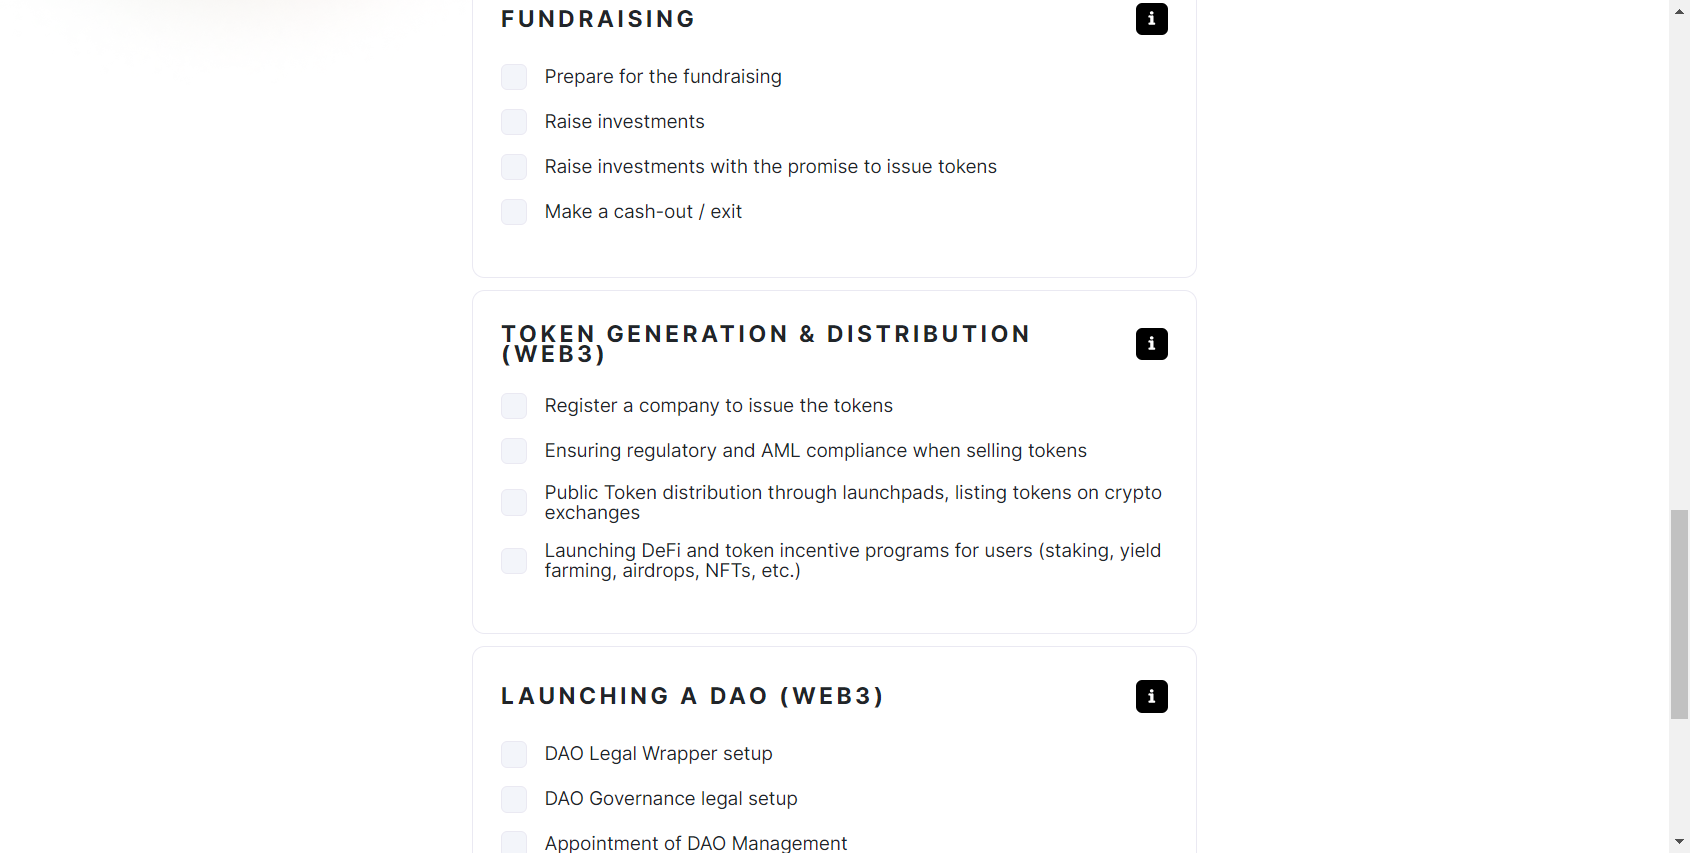 FUNDRAISING
Prepare for the fundraising
Raise investments
Raise investments with the promise to issue tokens
Make a cash-out / exit
TOKEN GENERATION & DISTRIBUTION
(WEB3)
Register a company to issue the tokens
Ensuring regulatory and AML compliance when selling tokens
Public Token distribution through launchpads, listing tokens on crypto
exchanges
Launching DeFi and token incentive programs for users (staking, yield
farming, airdrops, NFTs, etc.)
LAUNCHING A DAO (WEB3)
DAO Legal Wrapper setup
DAO Governance legal setup
Appointment of DAO Management